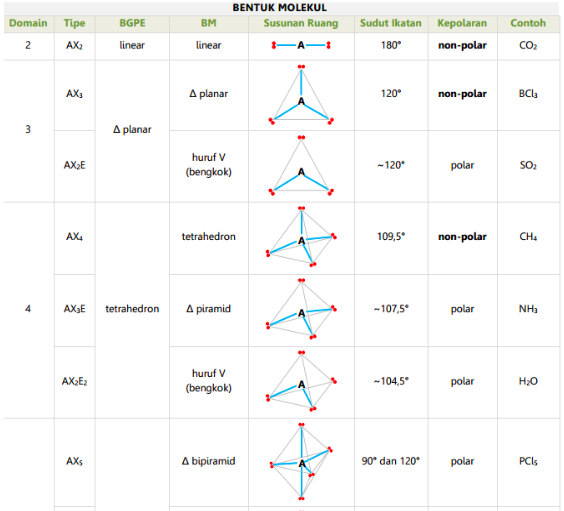 BENTUK MOLEKUL
Domain Tipe BGPE BM Susunan Ruang Sudut Ikatan Kepolaran Contoh
2 AX₂ linear linear A 180° non-polar CO₂
AX₃ Δ planar A 120° non-polar BCl₃
3 Δ planar
AX₂E huruf V
(bengkok) A ~120° polar SO₂
AX₄ tetrahedron A 109,5° non-polar CH₄
4 AX₃E tetrahedron Δ piramid A ~107,5° polar NH₃
AX₂E₂ huruf V
(bengkok) A ~104,5° polar H₂O
AX₅ Δ bipiramid A 90° dan 120° polar PCl₅